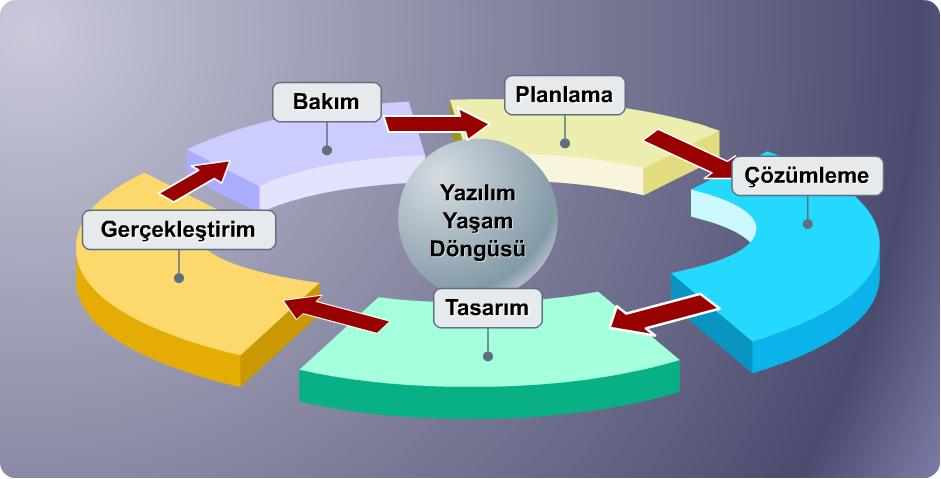 Planlama
Bakım
Çözümleme
Yazılım
Yaşam
Döngüsü
Gerçekleştirim
Tasarım